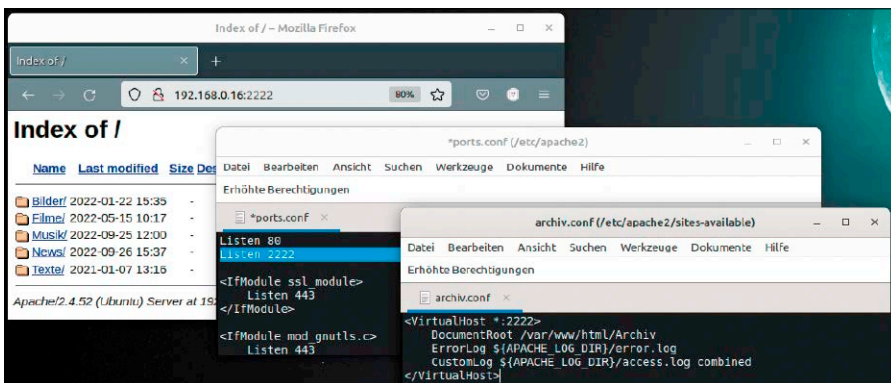 Index of / – Mozilla Firefox
Index of /
192.168.0.16:2222
80%
Index of /
Name Last modified Size Des
Bilder/ 2022-01-22 15:35 -
Filme/ 2022-05-15 10:17 -
Musik/ 2022-09-25 12:00 -
News/ 2022-09-26 15:37 -
Texte/ 2021-01-07 13:16 -
Apache/2.4.52 (Ubuntu) Server at 192
*ports.conf (/etc/apache2)
Datei Bearbeiten Ansicht Suchen Werkzeuge Dokumente Hilfe
Erhöhte Berechtigungen
*ports.conf
Listen 80
Listen 2222
<IfModule ssl_module>
Listen 443
</IfModule>
<IfModule mod_gnutls.c>
Listen 443
archiv.conf (/etc/apache2/sites-available)
Datei Bearbeiten Ansicht Suchen Werkzeuge Dokumente Hilfe
Erhöhte Berechtigungen
archiv.conf
<VirtualHost *:2222>
DocumentRoot /var/www/html/Archiv
ErrorLog ${APACHE_LOG_DIR}/error.log
CustomLog ${APACHE_LOG_DIR}/access.log combined
</VirtualHost>